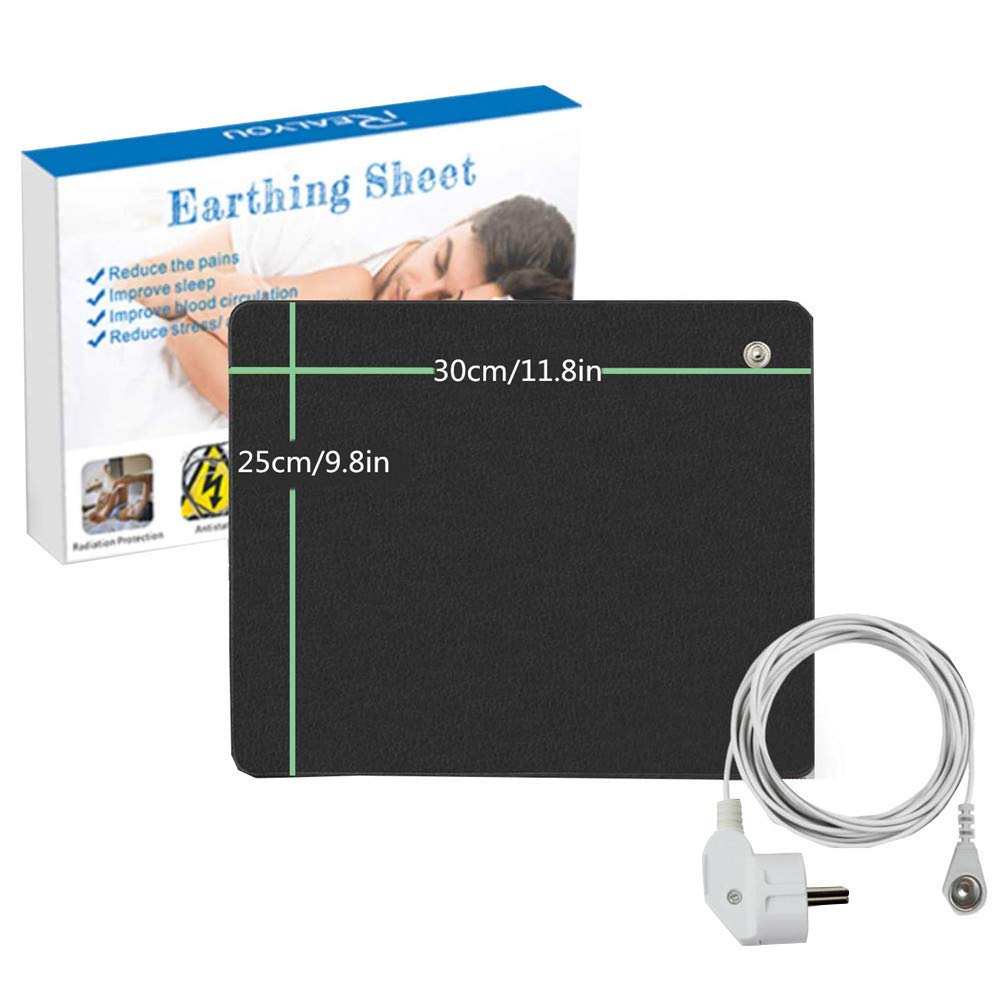 REALYOU
Earthing Sheet
Reduce the pains
Improve sleep
Improve blood circulation
Reduce stress/
30cm/11.8in
25cm/9.8in
Radiation Protection